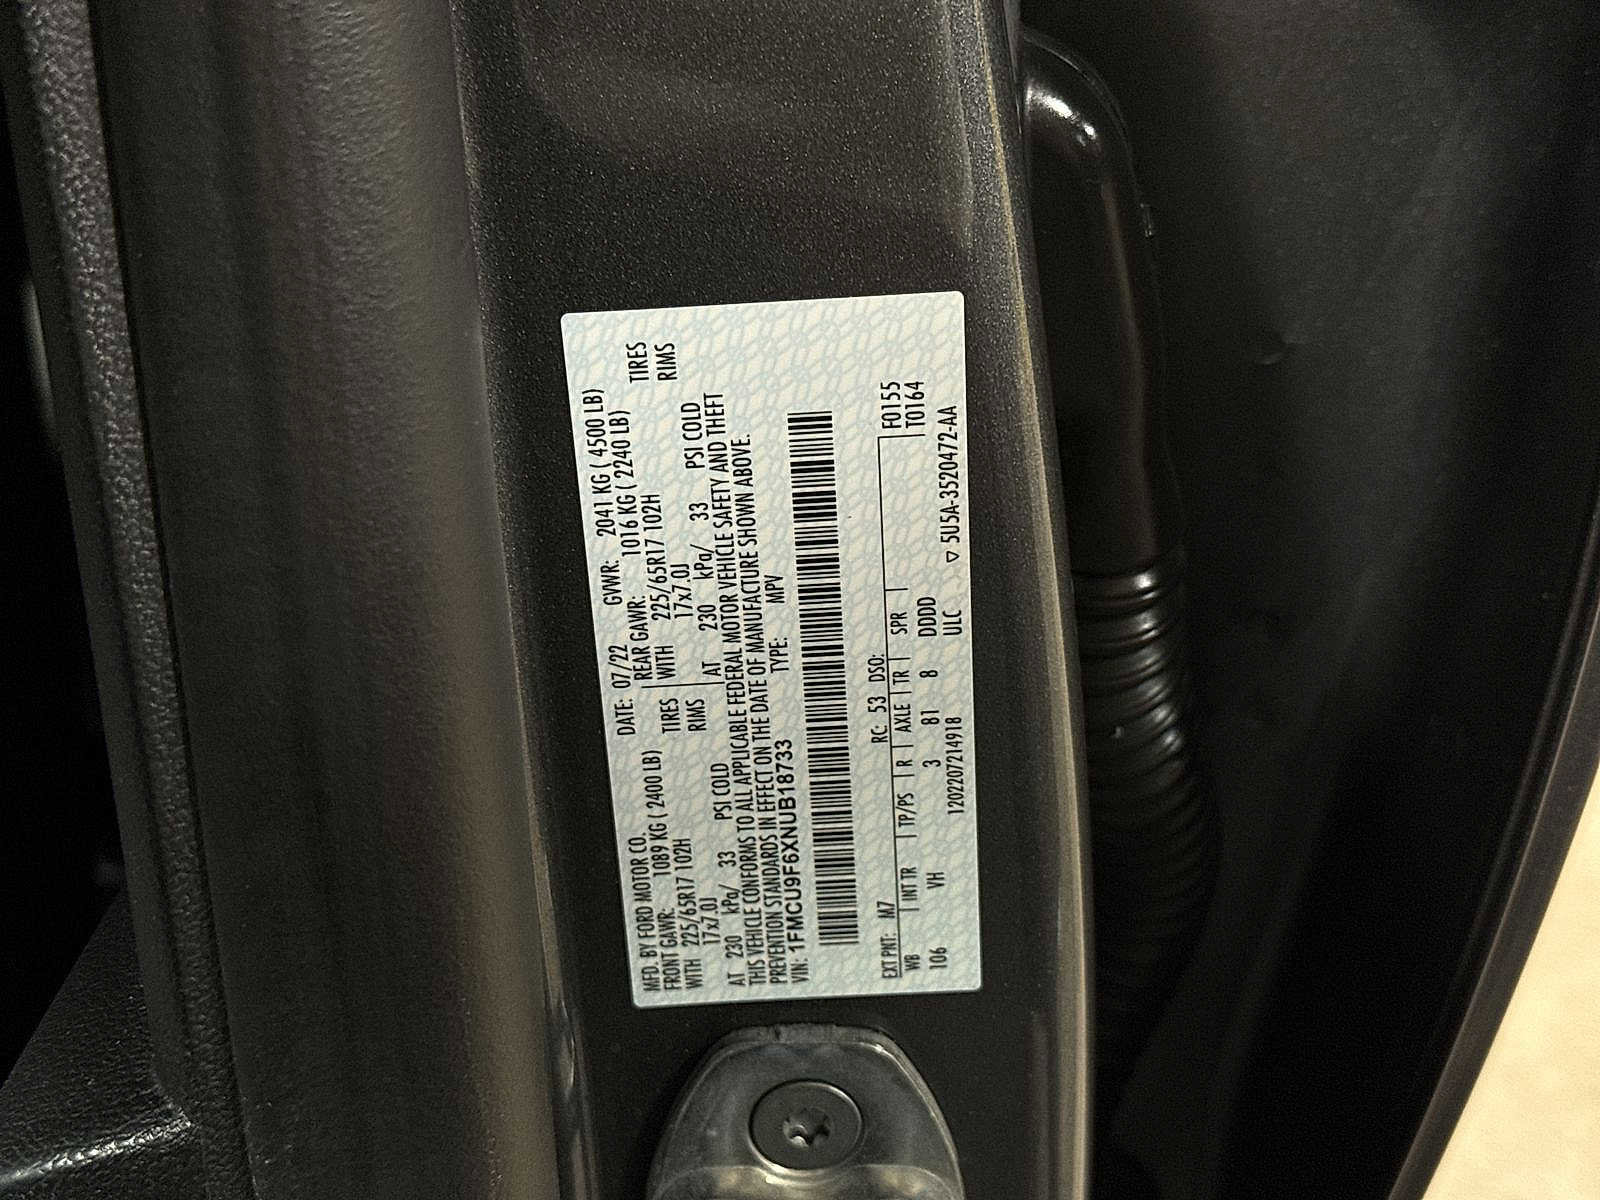 MFD. BY FORD MOTOR CO. DATE: 07/22 GVWR: 2041 KG ( 4500 LB)
FRONT GAWR: 1089 KG ( 2400 LB) REAR GAWR: 1016 KG ( 2240 LB)
WITH 225/65R17 102H TIRES WITH 225/65R17 102H TIRES
17x7.0J RIMS 17x7.0J RIMS
AT 230 kPa/ 33 PSI COLD AT 230 kPa/ 33 PSI COLD
THIS VEHICLE CONFORMS TO ALL APPLICABLE FEDERAL MOTOR VEHICLE SAFETY AND THEFT
PREVENTION STANDARDS IN EFFECT ON THE DATE OF MANUFACTURE SHOWN ABOVE.
VIN: 1FMCU9F6XNUB18733 TYPE: MPV
EXT PNT: M7 RC: 53 DSO: F0155
WB INT TR TP/PS R AXLE TR SPR T0164
106 VH 3 81 8 DDDD
1202207214918 ULC ▽ 5U5A-3520472-AA